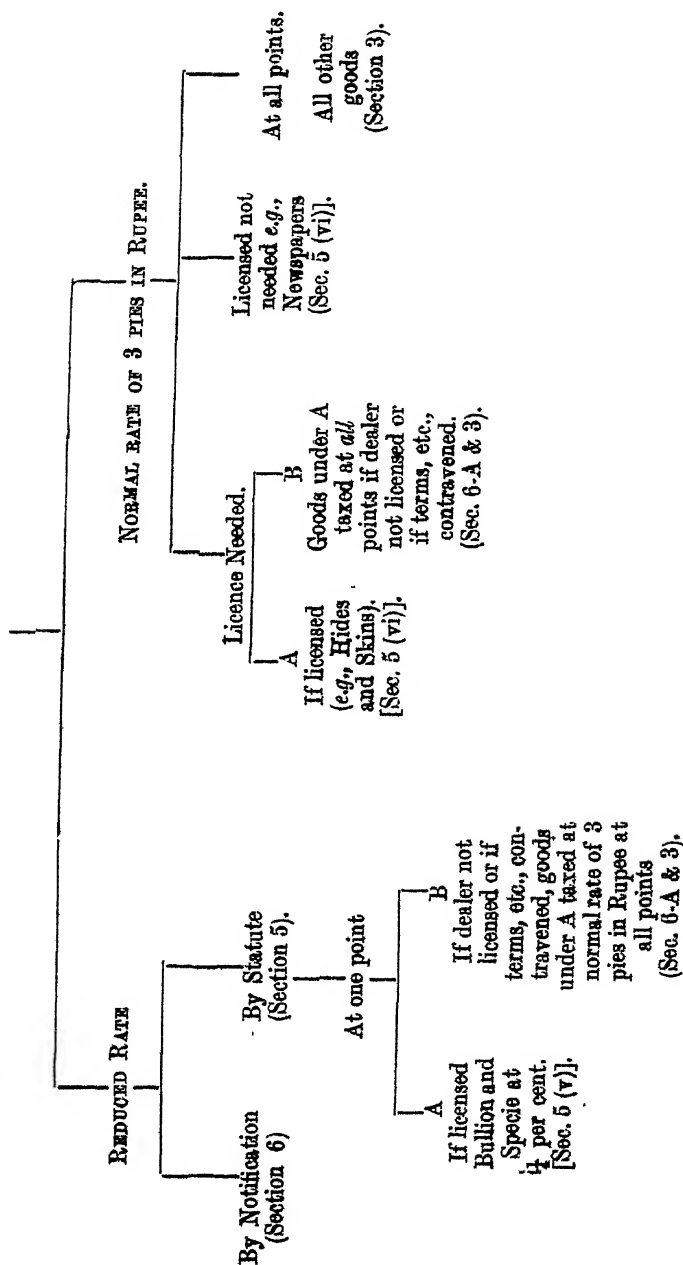 REDUCED RATE
By Notification
(Section 6)
By Statute
(Section 5).
At one point
A
If licensed
Bullion and
Specie at
¼ per cent.
[Sec. 5 (v)].
B
If dealer not
licensed or if
terms, etc., con-
travened, goods
under A taxed at
normal rate of 3
pies in Rupee at
all points
(Sec. 6-A & 3).
NORMAL RATE OF 3 PIES IN RUPEE.
Licence Needed.
A
If licensed
(e.g., Hides
and Skins).
[Sec. 5 (vi)].
B
Goods under A
taxed at all
points if dealer
not licensed or
if terms, etc.,
contravened.
(Sec. 6-A & 3).
Licensed not
needed e.g.,
Newspapers
(Sec. 5 (vi)].
At all points.
All other
goods
(Section 3).